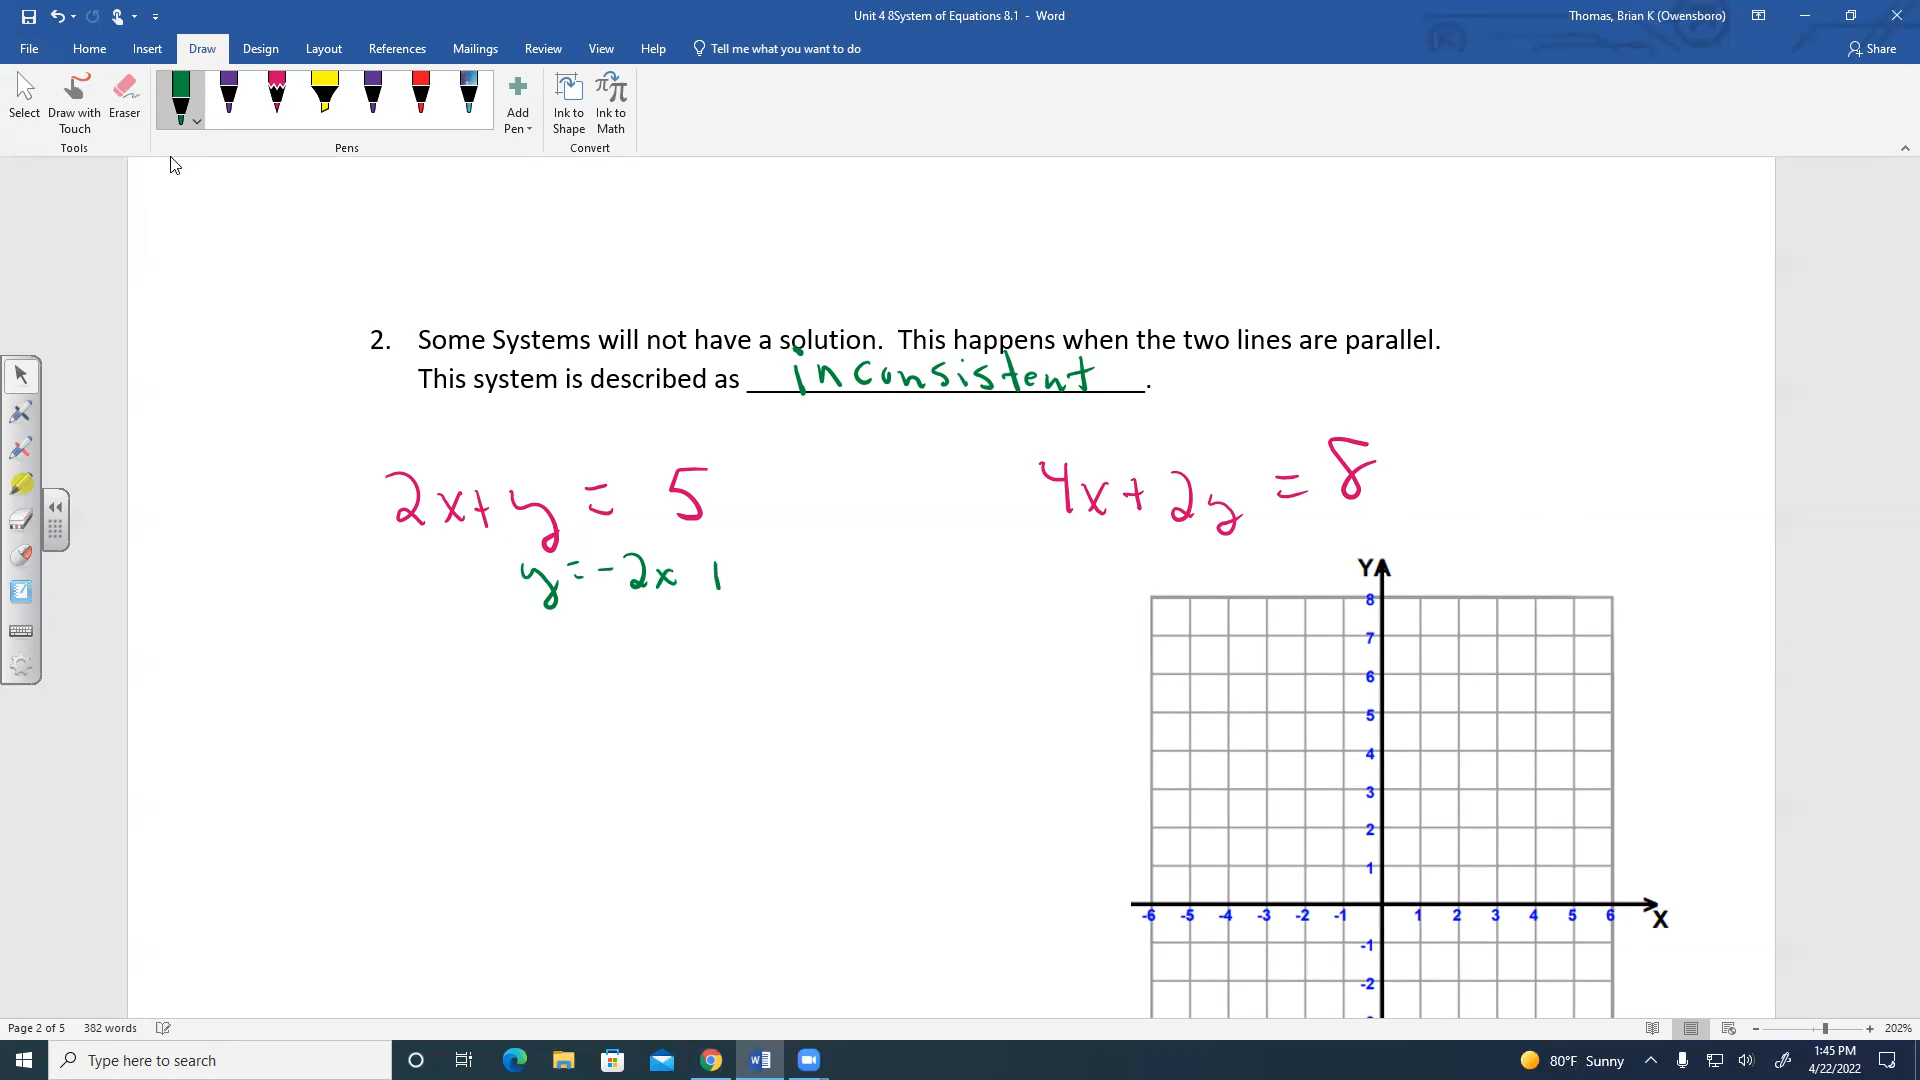 Unit 4 8System of Equations 8.1 - Word
Thomas, Brian K (Owensboro)
File Home Insert Draw Design Layout References Mailings Review View Help Tell me what you want to do Share
Select
Draw with Touch
Eraser
Add Pen
Ink to Shape
Ink to Math
Tools Pens Convert
2. Some Systems will not have a solution. This happens when the two lines are parallel.
This system is described as inconsistent.
2x+y = 5 4x+2y = 8
y=-2x
YA
8
7
6
5
4
3
2
1
-6 -5 -4 -3 -2 -1 1 2 3 4 5 6 X
-1
-2
Page 2 of 5 382 words 202%
Type here to search
80°F Sunny
1:45 PM
4/22/2022